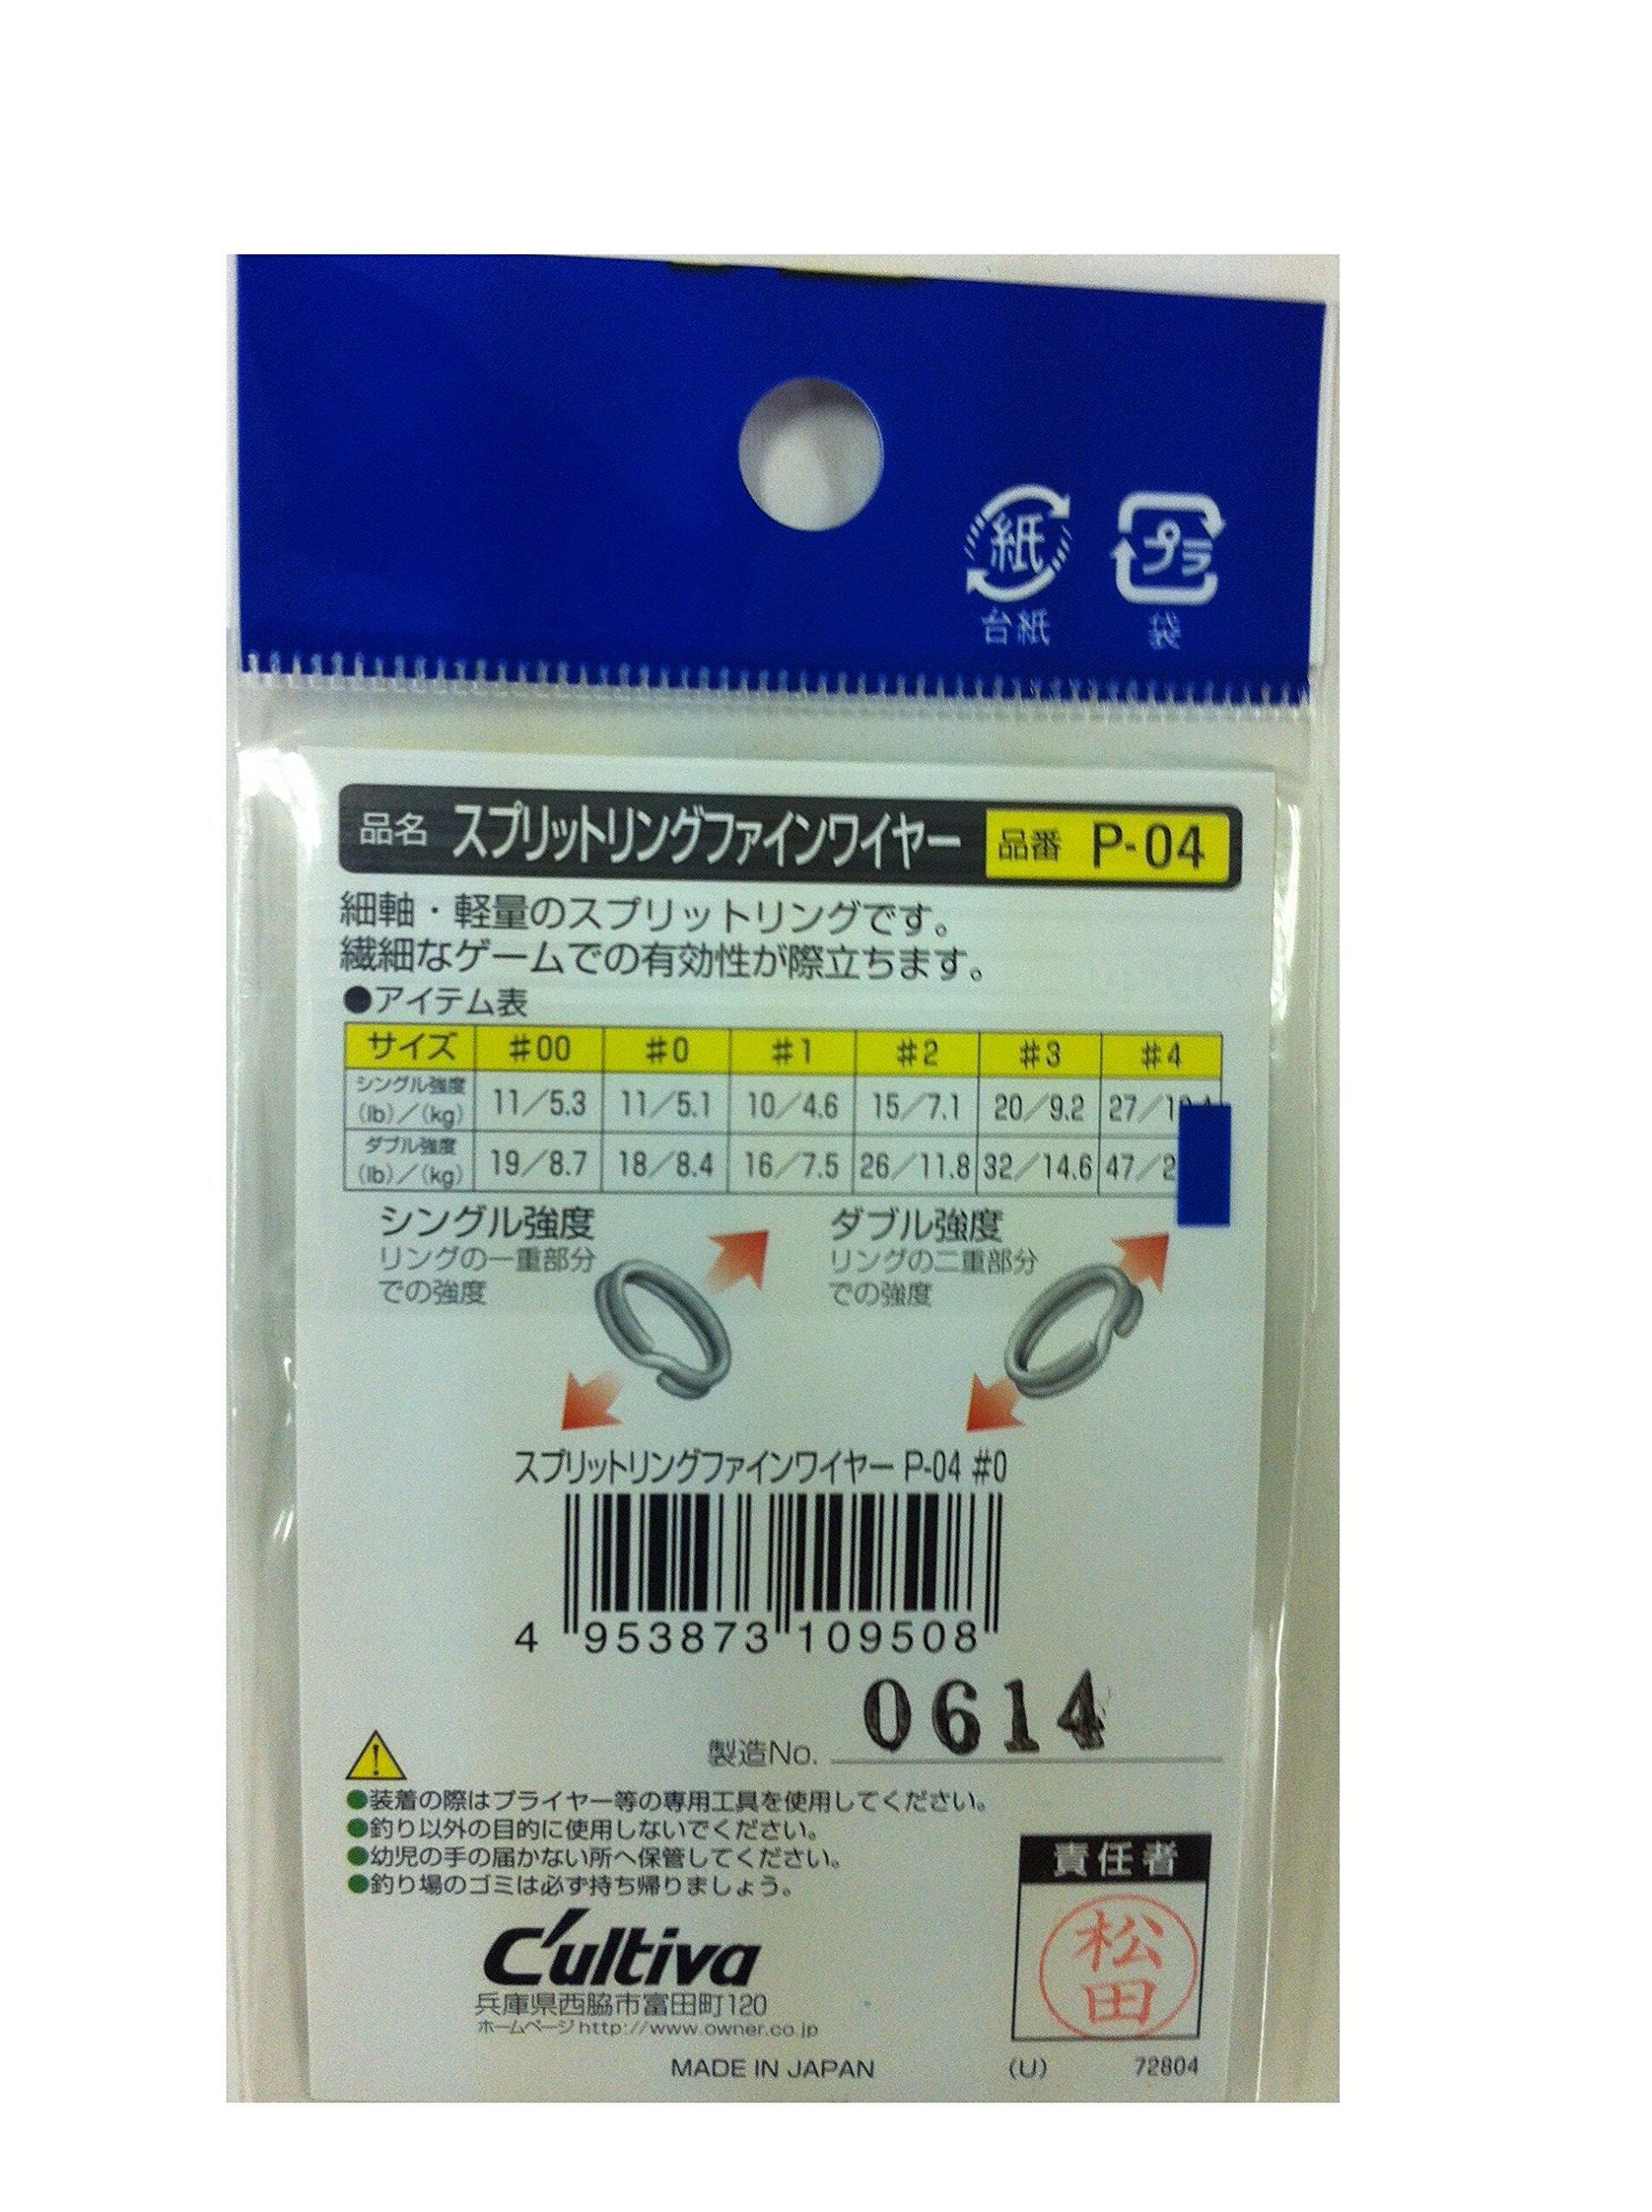 紙 プラ
台紙 袋
品名 スプリットリングファインワイヤー 品番 P-04
細軸・軽量のスプリットリングです。
繊細なゲームでの有効性が際立ちます。
●アイテム表
サイズ #00 #0 #1 #2 #3 #4
シングル強度 (lb)/(kg) 11/5.3 11/5.1 10/4.6 15/7.1 20/9.2 27/
ダブル強度 (lb)/(kg) 19/8.7 18/8.4 16/7.5 26/11.8 32/14.6 47/
シングル強度 ダブル強度
リングの一重部分 リングの二重部分
での強度 での強度
スプリットリングファインワイヤー P-04 #0
4 953873 109508
製造No. 0614
●装着の際はプライヤー等の専用工具を使用してください。
●釣り以外の目的に使用しないでください。
●幼児の手の届かない所へ保管してください。
●釣り場のゴミは必ず持ち帰りましょう。
責任者
松田
C'ultiva
兵庫県西脇市富田町120
ホームページhttp://www.owner.co.jp
MADE IN JAPAN (U) 72804